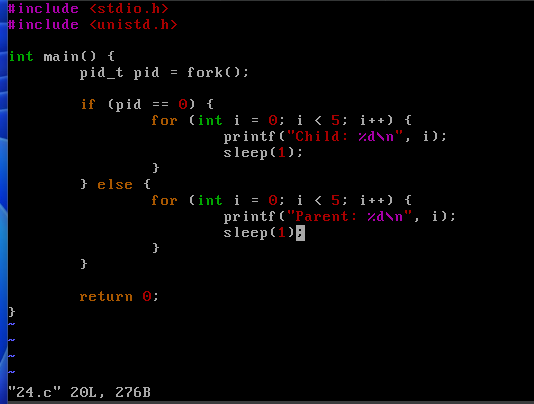 #include <stdio.h>
#include <unistd.h>

int main() {
        pid_t pid = fork();

        if (pid == 0) {
                for (int i = 0; i < 5; i++) {
                        printf("Child: %d\n", i);
                        sleep(1);
                }
        } else {
                for (int i = 0; i < 5; i++) {
                        printf("Parent: %d\n", i);
                        sleep(1);
                }
        }

        return 0;
}
~
~
~
~
"24.c" 20L, 276B